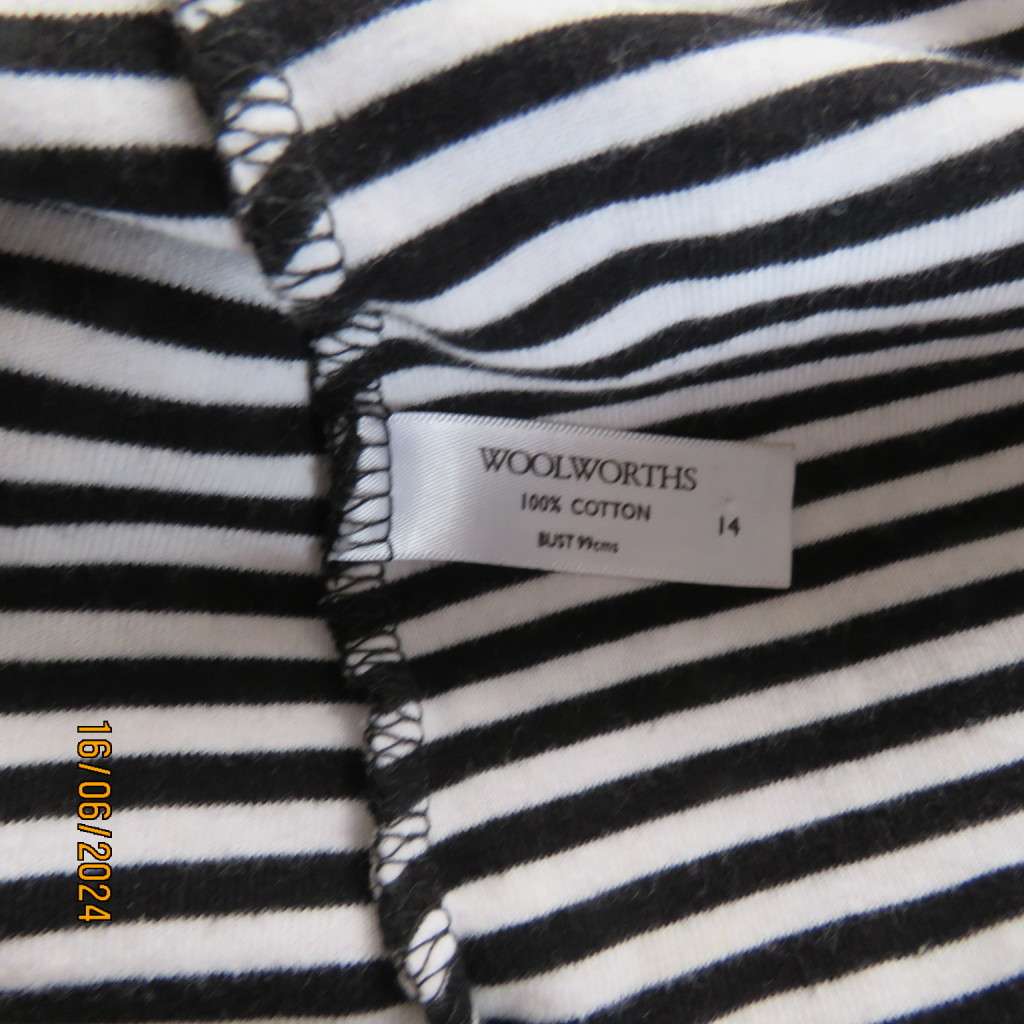 WOOLWORTHS
100% COTTON
14
BUST 99cms
16/06/2024